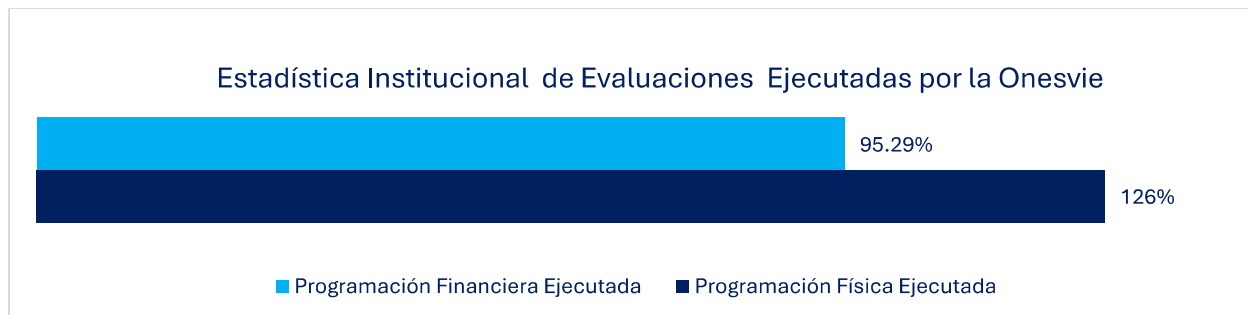 Estadística Institucional de Evaluaciones Ejecutadas por la Onesvie
95.29%
126%
Programación Financiera Ejecutada
Programación Física Ejecutada